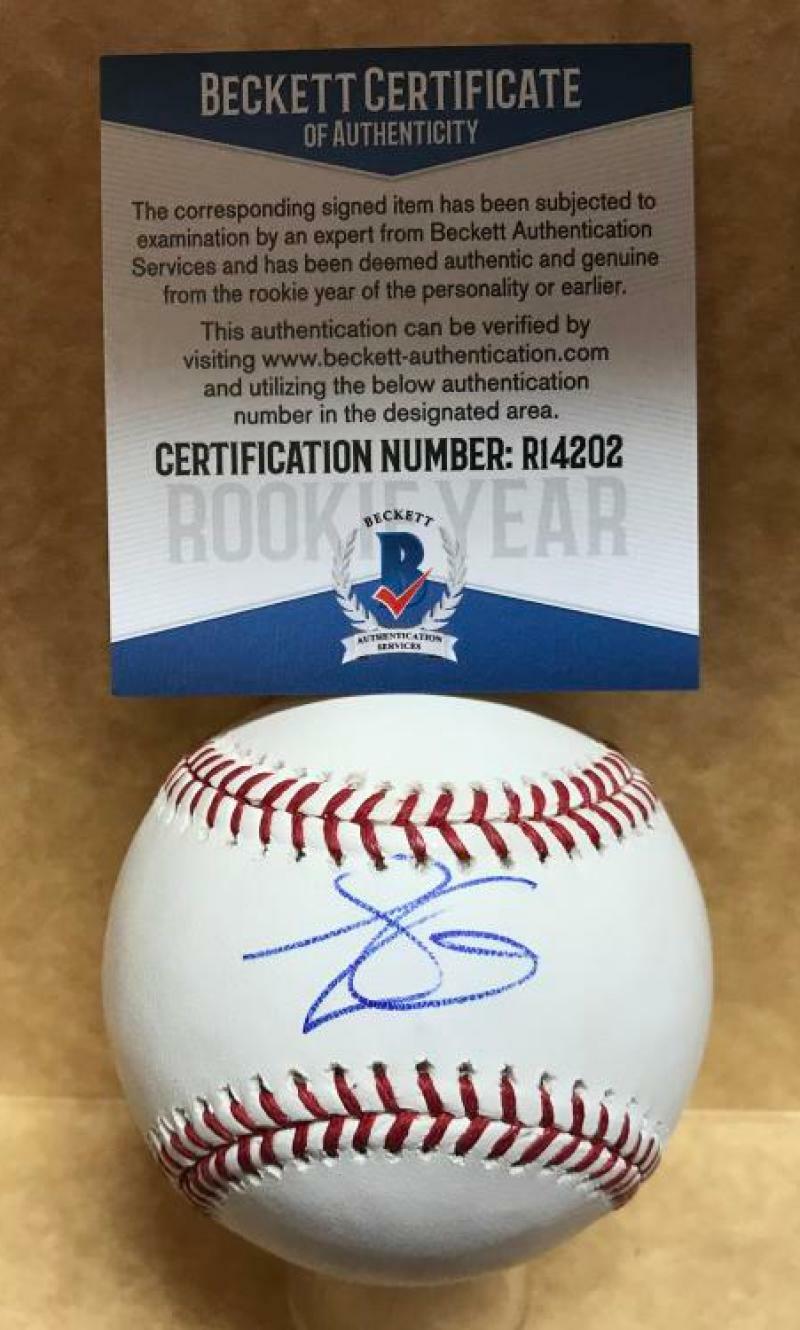 BECKETT CERTIFICATE
OF AUTHENTICITY
The corresponding signed item has been subjected to
examination by an expert from Beckett Authentication
Services and has been deemed authentic and genuine
from the rookie year of the personality or earlier.
This authentication can be verified by
visiting www.beckett-authentication.com
and utilizing the below authentication
number in the designated area.
CERTIFICATION NUMBER: R14202
ROOKIE YEAR
BECKETT
B
AUTHENTICATION
SERVICES